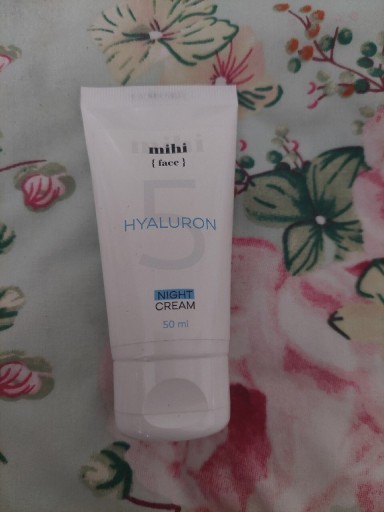 mihi
{ face }
5
HYALURON
NIGHT
CREAM
50 ml